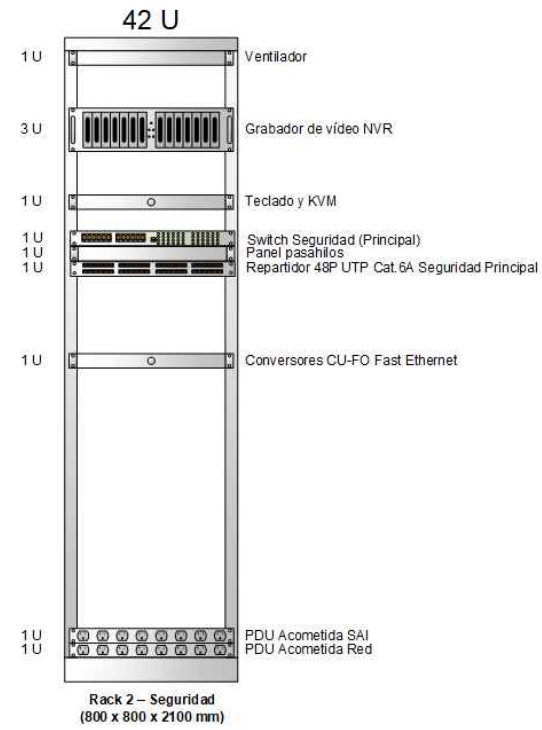 42 U
1 U Ventilador
3 U Grabador de vídeo NVR
1 U Teclado y KVM
1 U Switch Seguridad (Principal)
1 U Panel pasahilos
1 U Repartidor 48P UTP Cat.6A Seguridad Principal
1 U Conversores CU-FO Fast Ethernet
1 U PDU Acometida SAI
1 U PDU Acometida Red
Rack 2 – Seguridad
(800 x 800 x 2100 mm)